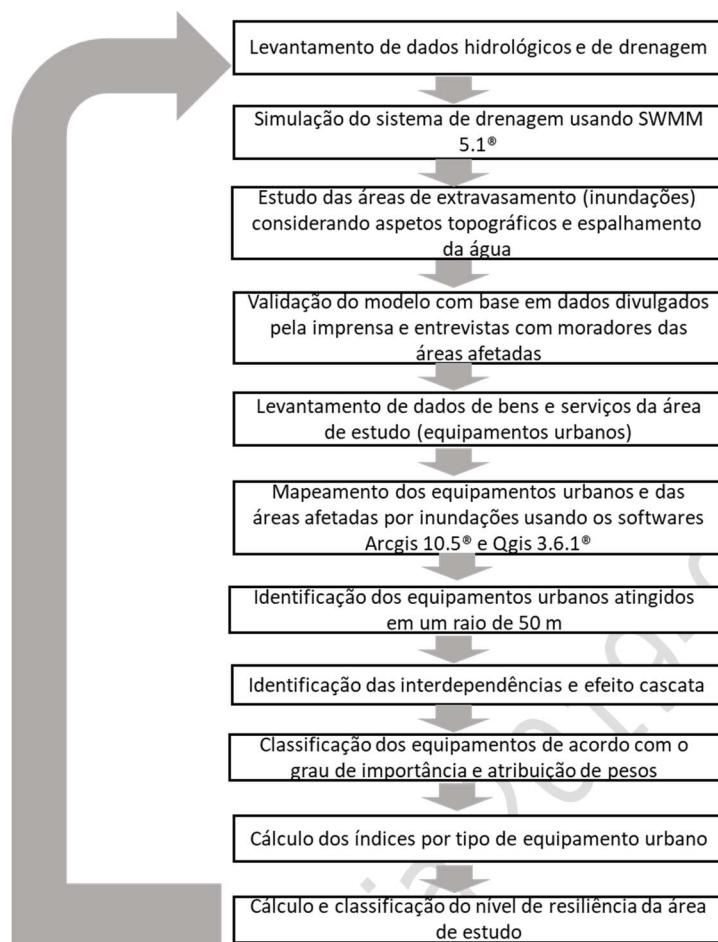 Levantamento de dados hidrológicos e de drenagem
Simulação do sistema de drenagem usando SWMM
5.1®
Estudo das áreas de extravasamento (inundações)
considerando aspetos topográficos e espalhamento
da água
Validação do modelo com base em dados divulgados
pela imprensa e entrevistas com moradores das
áreas afetadas
Levantamento de dados de bens e serviços da área
de estudo (equipamentos urbanos)
Mapeamento dos equipamentos urbanos e das
áreas afetadas por inundações usando os softwares
Arcgis 10.5® e Qgis 3.6.1®
Identificação dos equipamentos urbanos atingidos
em um raio de 50 m
Identificação das interdependências e efeito cascata
Classificação dos equipamentos de acordo com o
grau de importância e atribuição de pesos
Cálculo dos índices por tipo de equipamento urbano
Cálculo e classificação do nível de resiliência da área
de estudo